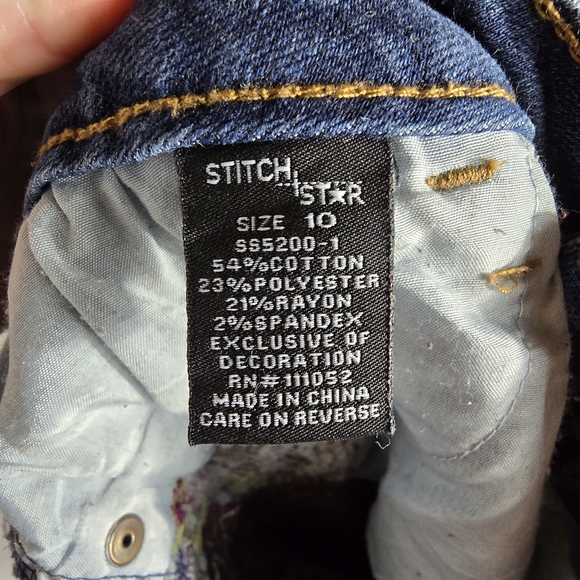 STITCH
STAR
SIZE 10
SS5200-1
54%COTTON
23%POLYESTER
21%RAYON
2%SPANDEX
EXCLUSIVE OF
DECORATION
RN#111052
MADE IN CHINA
CARE ON REVERSE